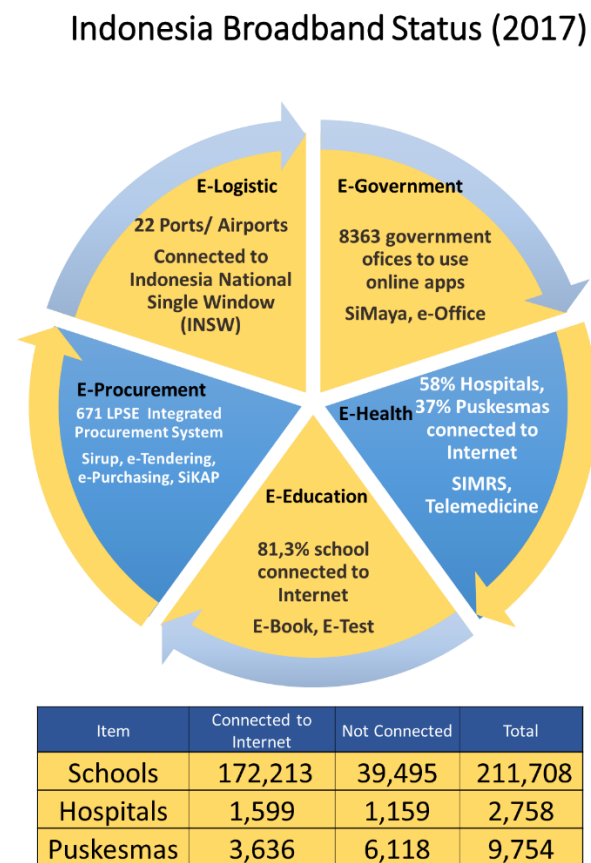 Indonesia Broadband Status (2017)
E-Logistic
22 Ports/ Airports
Connected to
Indonesia National
Single Window
(INSW)
E-Government
8363 government
ofices to use
online apps
SiMaya, e-Office
E-Health
58% Hospitals,
37% Puskesmas
connected to
Internet
SIMRS,
Telemedicine
E-Education
81,3% school
connected to
Internet
E-Book, E-Test
E-Procurement
671 LPSE Integrated
Procurement System
Sirup, e-Tendering,
e-Purchasing, SiKAP
Item Connected to Internet Not Connected Total
Schools 172,213 39,495 211,708
Hospitals 1,599 1,159 2,758
Puskesmas 3,636 6,118 9,754